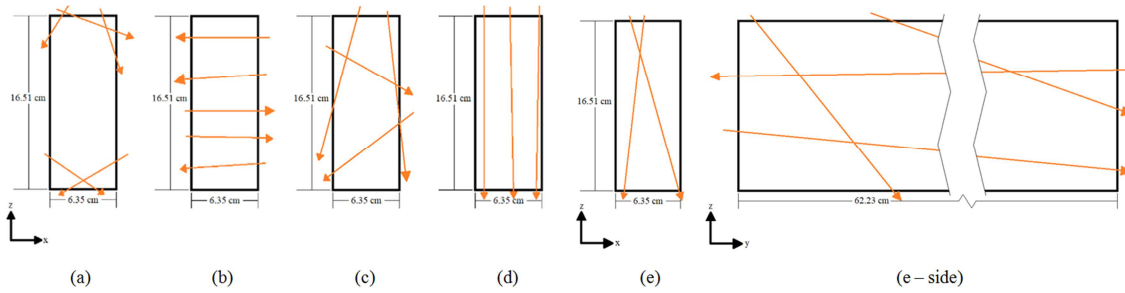 16.51 cm
6.35 cm
z
x
(a)
16.51 cm
6.35 cm
(b)
16.51 cm
6.35 cm
(c)
16.51 cm
6.35 cm
(d)
16.51 cm
6.35 cm
z
x
(e)
62.23 cm
z
y
(e – side)